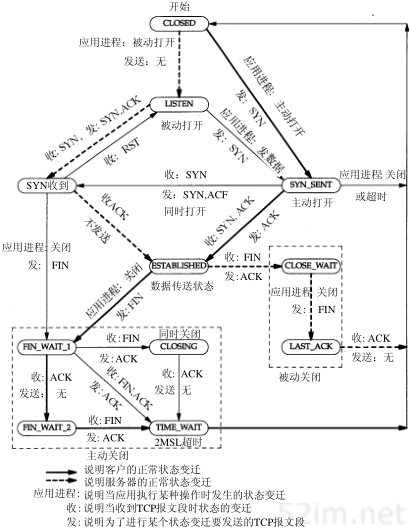 开始
CLOSED
应用进程：被动打开
发送：无
应用进程：主动打开
发：SYN
LISTEN
被动打开
收：SYN，发：SYN,ACK
收：RST
应用进程：发数据
发：SYN
SYN收到
收：SYN
发：SYN,ACF
同时打开
SYN_SENT
主动打开
应用进程 关闭
或超时
收ACK
不发送
收：SYN, ACK
发：ACK
应用进程：关闭
发：FIN
ESTABLISHED
数据传送状态
收：FIN
发：ACK
CLOSE_WAIT
应用进程：关闭
发：FIN
应用进程 关闭
发：FIN
LAST_ACK
收：ACK
发送：无
被动关闭
FIN_WAIT_1
收：FIN
发：ACK
同时关闭
CLOSING
收：ACK
发送：无
收：FIN,ACK
发：ACK
收：ACK
发送：无
FIN_WAIT_2
收：FIN
发：ACK
TIME_WAIT
2MSL超时
主动关闭
说明客户的正常状态变迁
说明服务器的正常状态变迁
应用进程：说明当应用执行某种操作时发生的状态变迁
收：说明当收到TCP报文段时状态的变迁
发：说明为了进行某个状态变迁要发送的TCP报文段
52im.net